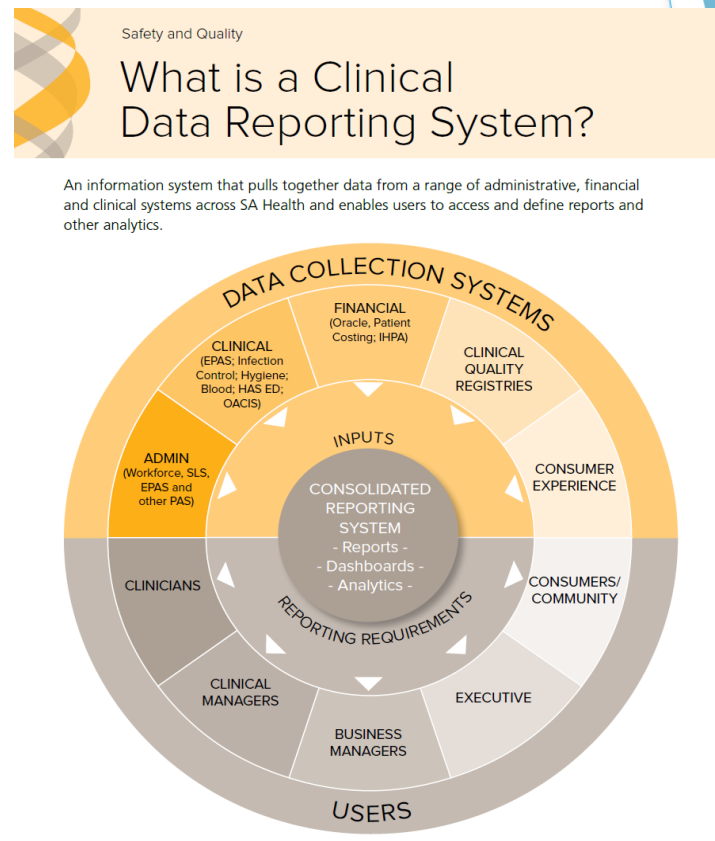 Safety and Quality
What is a Clinical
Data Reporting System?
An information system that pulls together data from a range of administrative, financial
and clinical systems across SA Health and enables users to access and define reports and
other analytics.
DATA COLLECTION SYSTEMS
FINANCIAL
(Oracle, Patient
Costing; IHPA)
CLINICAL
(EPAS; Infection
Control; Hygiene;
Blood; HAS ED;
OACIS)
CLINICAL
QUALITY
REGISTRIES
ADMIN
(Workforce, SLS,
EPAS and
other PAS)
CONSUMER
EXPERIENCE
INPUTS
CONSOLIDATED
REPORTING
SYSTEM
- Reports -
- Dashboards -
- Analytics -
REPORTING REQUIREMENTS
CLINICIANS
CONSUMERS/
COMMUNITY
CLINICAL
MANAGERS
EXECUTIVE
BUSINESS
MANAGERS
USERS